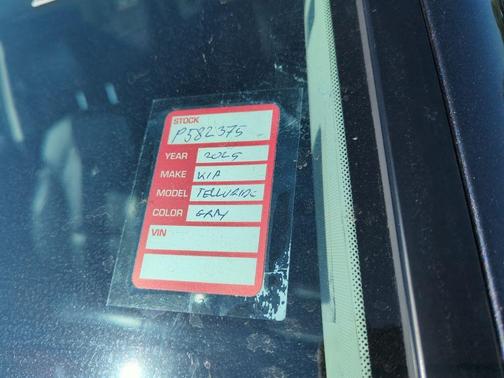 STOCK
P582375
YEAR 2025
MAKE KIA
MODEL TELLURIDE
COLOR GRAY
VIN